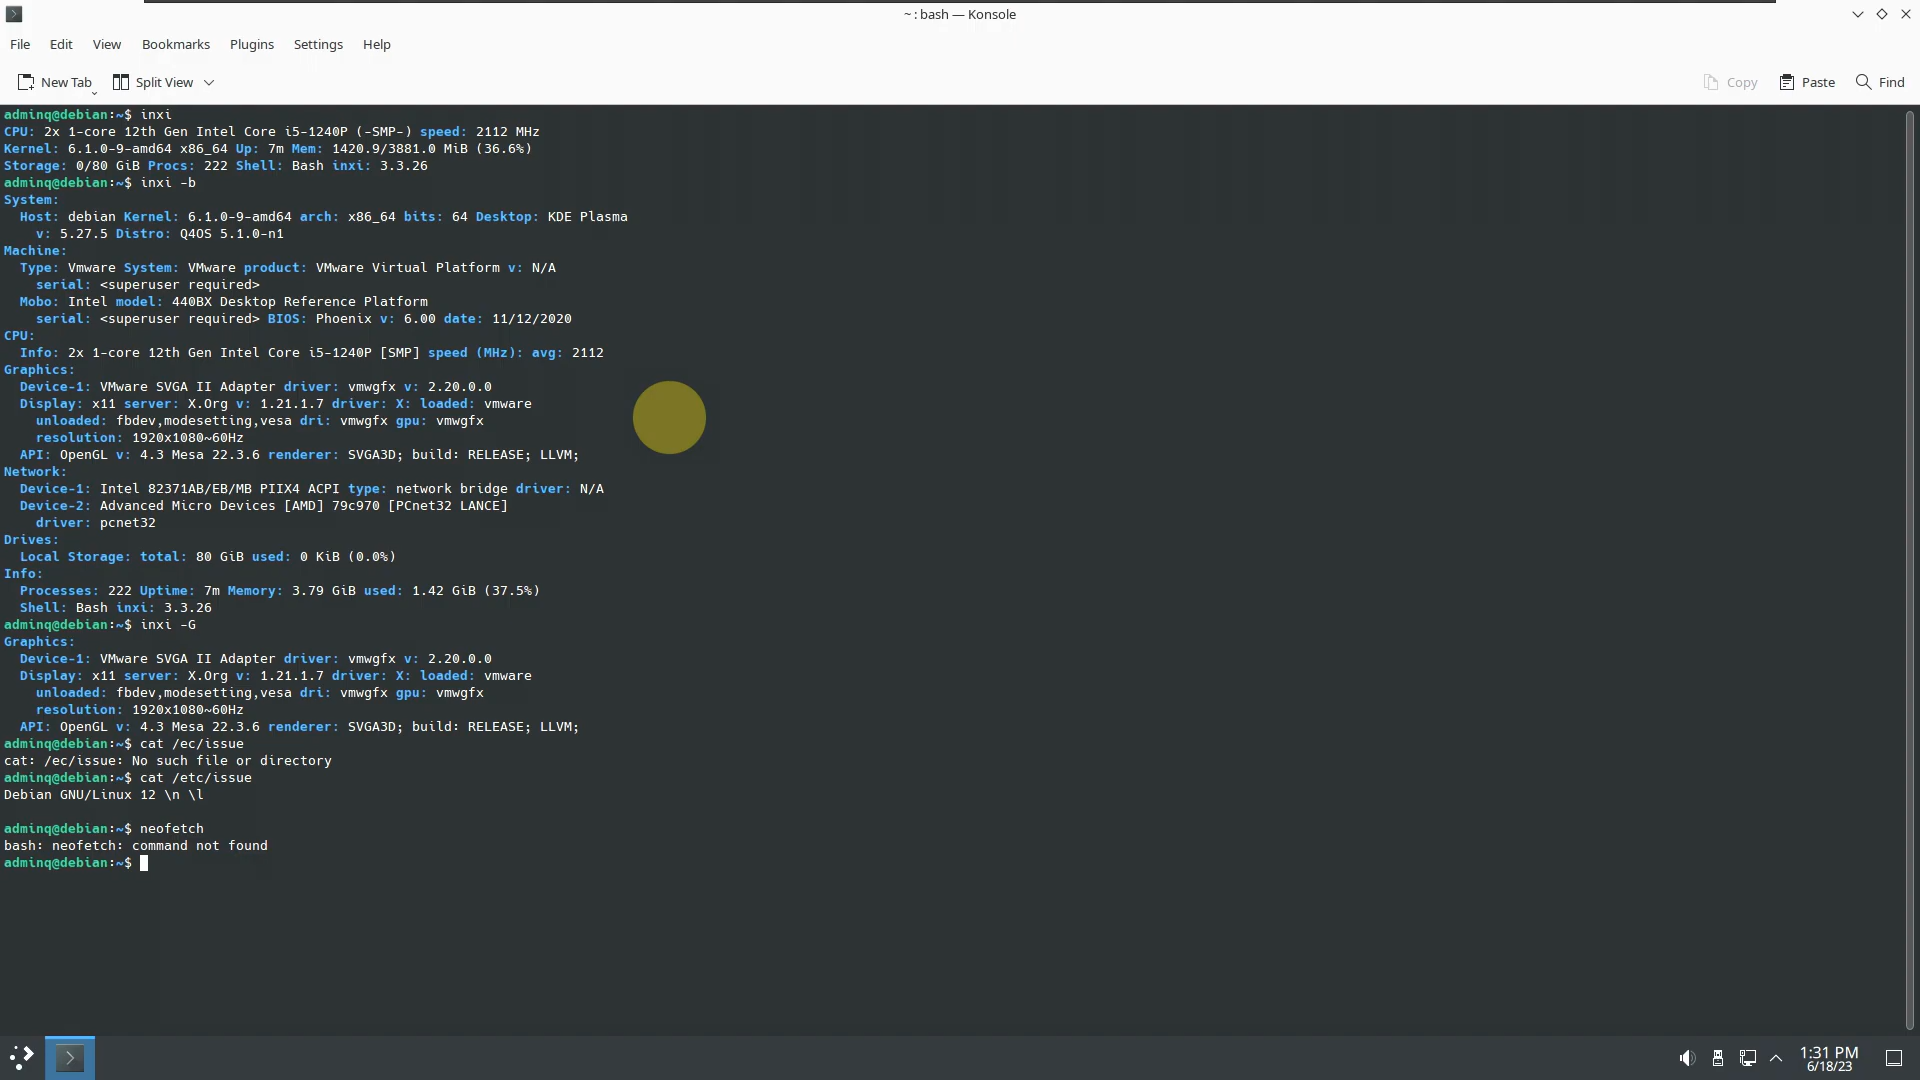 ~ : bash — Konsole
File Edit View Bookmarks Plugins Settings Help
New Tab Split View Copy Paste Find
adminq@debian:~$ inxi
CPU: 2x 1-core 12th Gen Intel Core i5-1240P (-SMP-) speed: 2112 MHz
Kernel: 6.1.0-9-amd64 x86_64 Up: 7m Mem: 1420.9/3881.0 MiB (36.6%)
Storage: 0/80 GiB Procs: 222 Shell: Bash inxi: 3.3.26
adminq@debian:~$ inxi -b
System:
  Host: debian Kernel: 6.1.0-9-amd64 arch: x86_64 bits: 64 Desktop: KDE Plasma
    v: 5.27.5 Distro: Q4OS 5.1.0-n1
Machine:
  Type: Vmware System: VMware product: VMware Virtual Platform v: N/A
    serial: <superuser required>
  Mobo: Intel model: 440BX Desktop Reference Platform
    serial: <superuser required> BIOS: Phoenix v: 6.00 date: 11/12/2020
CPU:
  Info: 2x 1-core 12th Gen Intel Core i5-1240P [SMP] speed (MHz): avg: 2112
Graphics:
  Device-1: VMware SVGA II Adapter driver: vmwgfx v: 2.20.0.0
  Display: x11 server: X.Org v: 1.21.1.7 driver: X: loaded: vmware
    unloaded: fbdev,modesetting,vesa dri: vmwgfx gpu: vmwgfx
    resolution: 1920x1080~60Hz
  API: OpenGL v: 4.3 Mesa 22.3.6 renderer: SVGA3D; build: RELEASE; LLVM;
Network:
  Device-1: Intel 82371AB/EB/MB PIIX4 ACPI type: network bridge driver: N/A
  Device-2: Advanced Micro Devices [AMD] 79c970 [PCnet32 LANCE]
    driver: pcnet32
Drives:
  Local Storage: total: 80 GiB used: 0 KiB (0.0%)
Info:
  Processes: 222 Uptime: 7m Memory: 3.79 GiB used: 1.42 GiB (37.5%)
  Shell: Bash inxi: 3.3.26
adminq@debian:~$ inxi -G
Graphics:
  Device-1: VMware SVGA II Adapter driver: vmwgfx v: 2.20.0.0
  Display: x11 server: X.Org v: 1.21.1.7 driver: X: loaded: vmware
    unloaded: fbdev,modesetting,vesa dri: vmwgfx gpu: vmwgfx
    resolution: 1920x1080~60Hz
  API: OpenGL v: 4.3 Mesa 22.3.6 renderer: SVGA3D; build: RELEASE; LLVM;
adminq@debian:~$ cat /ec/issue
cat: /ec/issue: No such file or directory
adminq@debian:~$ cat /etc/issue
Debian GNU/Linux 12 \n \l
adminq@debian:~$ neofetch
bash: neofetch: command not found
adminq@debian:~$
1:31 PM
6/18/23